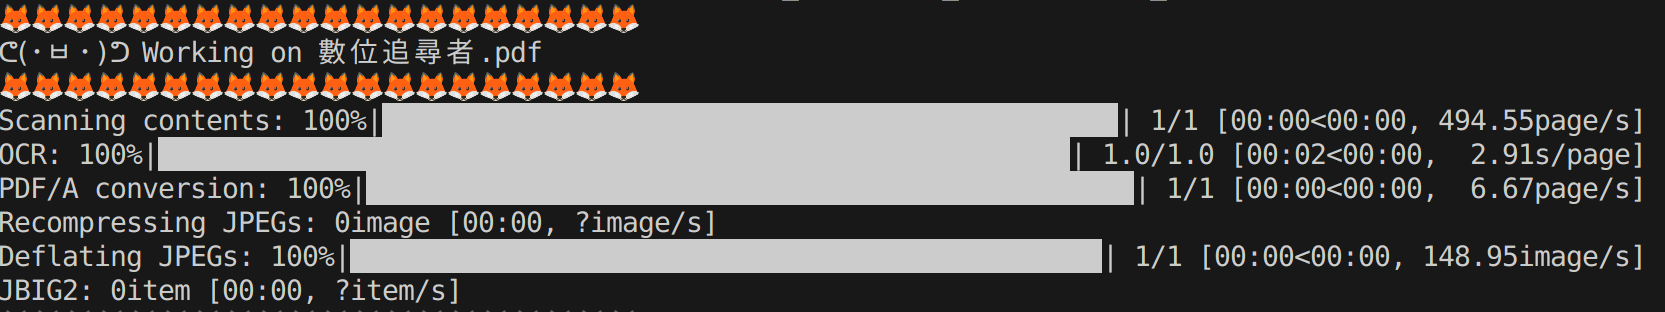 🦊🦊🦊🦊🦊🦊🦊🦊🦊🦊🦊🦊🦊🦊🦊🦊🦊🦊🦊🦊
ᕦ(·ㅂ·)ᕤ Working on 數位追尋者.pdf
🦊🦊🦊🦊🦊🦊🦊🦊🦊🦊🦊🦊🦊🦊🦊🦊🦊🦊🦊🦊
Scanning contents: 100%|██████████| 1/1 [00:00<00:00, 494.55page/s]
OCR: 100%|██████████| 1.0/1.0 [00:02<00:00,  2.91s/page]
PDF/A conversion: 100%|██████████| 1/1 [00:00<00:00,  6.67page/s]
Recompressing JPEGs: 0image [00:00, ?image/s]
Deflating JPEGs: 100%|██████████| 1/1 [00:00<00:00, 148.95image/s]
JBIG2: 0item [00:00, ?item/s]